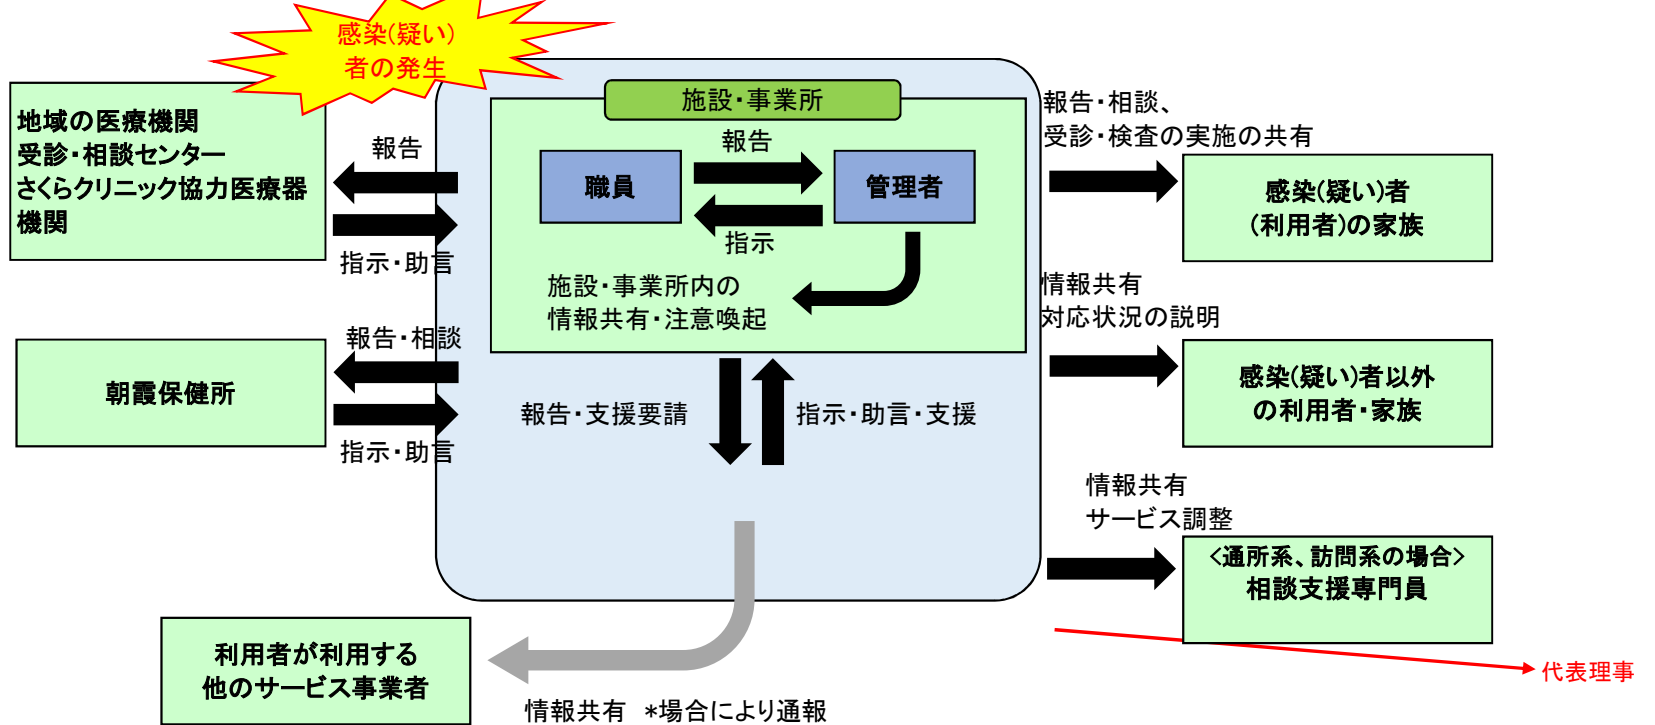 感染(疑い)
者の発生
地域の医療機関
受診・相談センター
さくらクリニック協力医療器
機関
報告
指示・助言
施設・事業所
職員
報告
管理者
指示
施設・事業所内の
情報共有・注意喚起
報告・相談、
受診・検査の実施の共有
感染(疑い)者
(利用者)の家族
情報共有
対応状況の説明
感染(疑い)者以外
の利用者・家族
報告・相談
朝霞保健所
指示・助言
報告・支援要請
指示・助言・支援
情報共有
サービス調整
<通所系、訪問系の場合>
相談支援専門員
代表理事
利用者が利用する
他のサービス事業者
情報共有 *場合により通報